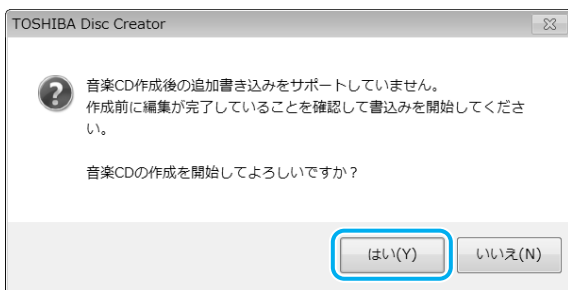 TOSHIBA Disc Creator
音楽CD作成後の追加書き込みをサポートしていません。
作成前に編集が完了していることを確認して書込みを開始してくださ
い。
音楽CDの作成を開始してよろしいですか？
はい(Y) いいえ(N)